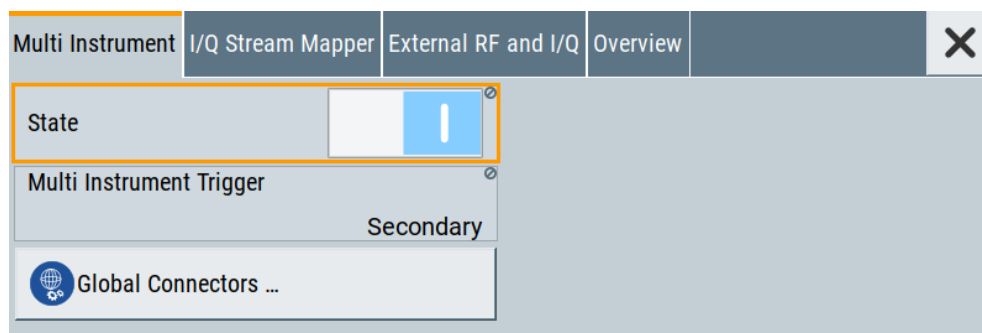 Multi Instrument I/Q Stream Mapper External RF and I/Q Overview
State
Multi Instrument Trigger
Secondary
Global Connectors ...